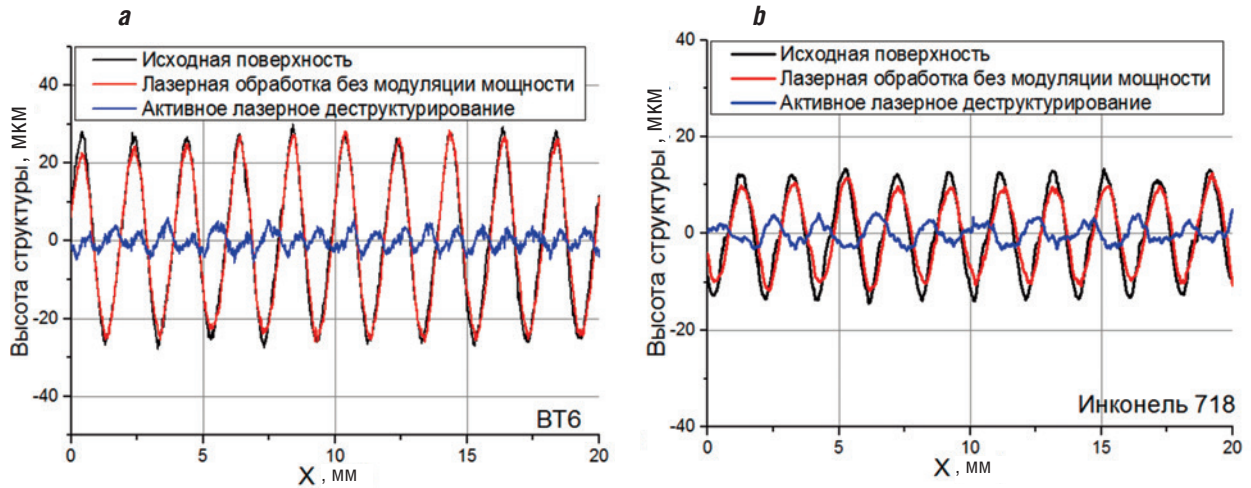 a
Исходная поверхность
Лазерная обработка без модуляции мощности
Активное лазерное деструктурирование
Высота структуры, мкм
40
20
0
-20
-40
0 5 10 15 20
X , мм
ВТ6
b
Исходная поверхность
Лазерная обработка без модуляции мощности
Активное лазерное деструктурирование
Высота структуры, мкм
40
20
0
-20
-40
0 5 10 15 20
X , мм
Инконель 718